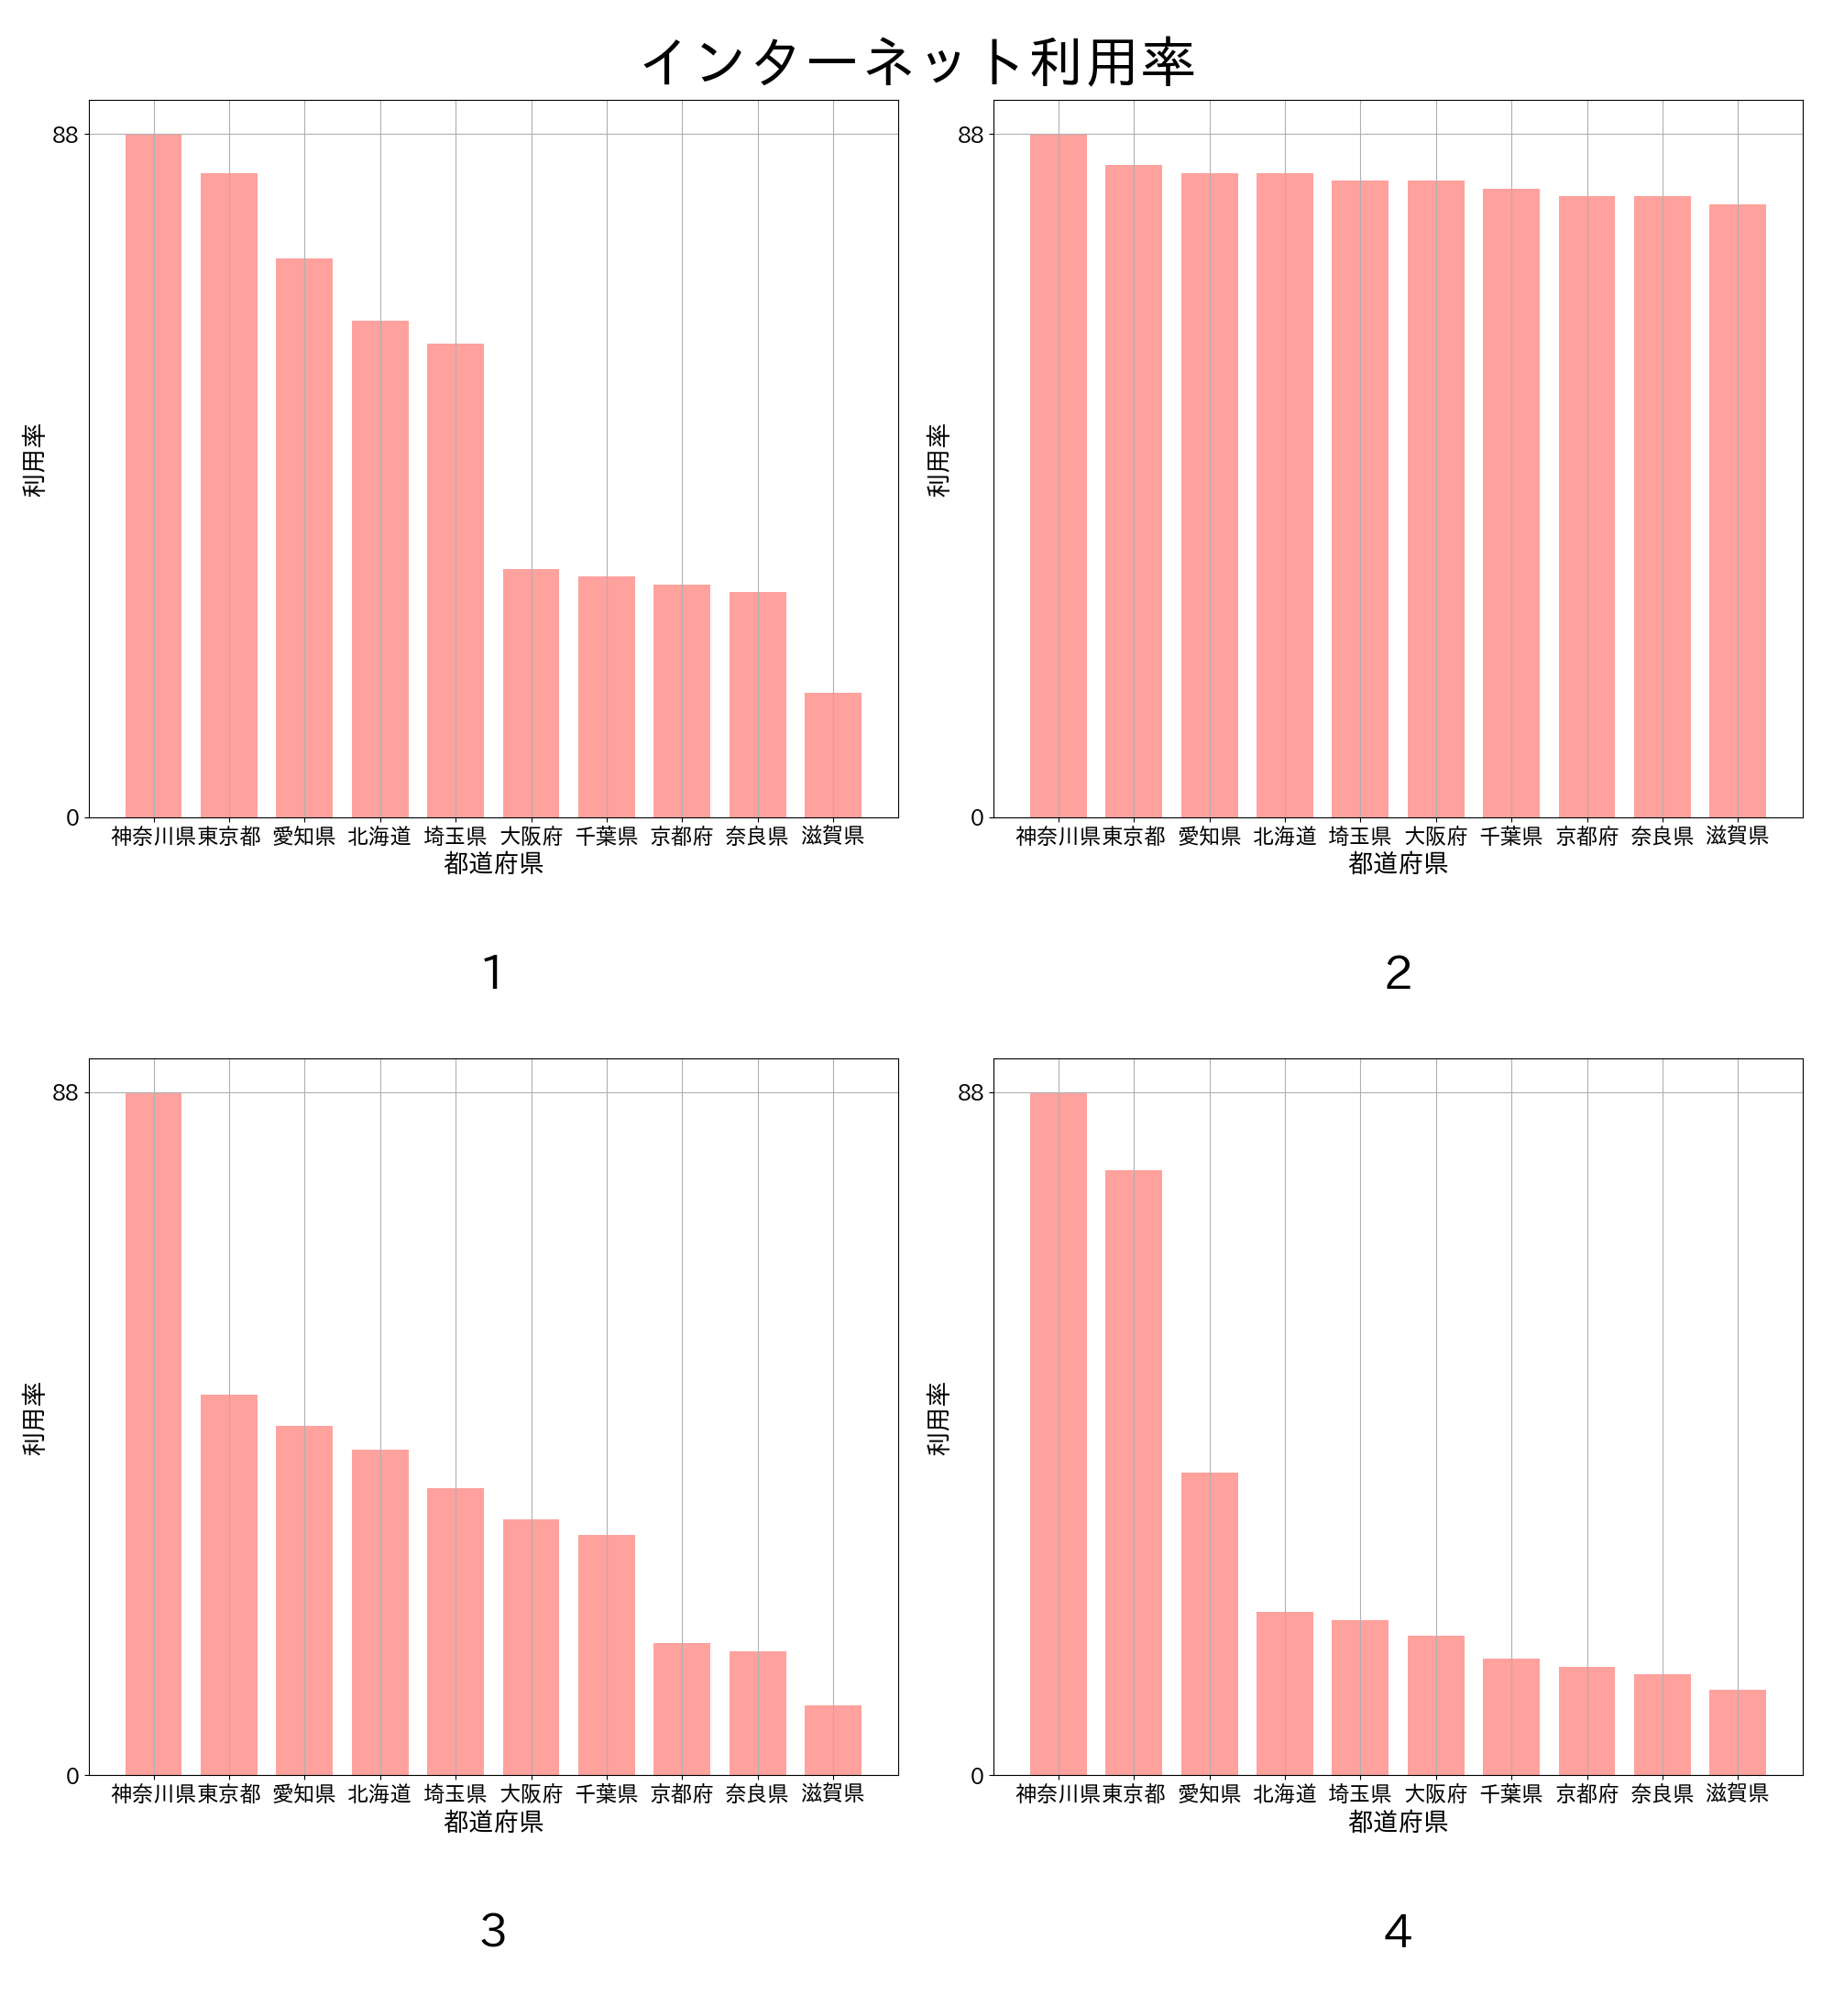 インターネット利用率
88
0
利用率
神奈川県 東京都 愛知県 北海道 埼玉県 大阪府 千葉県 京都府 奈良県 滋賀県
都道府県
1
88
0
利用率
神奈川県 東京都 愛知県 北海道 埼玉県 大阪府 千葉県 京都府 奈良県 滋賀県
都道府県
2
88
0
利用率
神奈川県 東京都 愛知県 北海道 埼玉県 大阪府 千葉県 京都府 奈良県 滋賀県
都道府県
3
88
0
利用率
神奈川県 東京都 愛知県 北海道 埼玉県 大阪府 千葉県 京都府 奈良県 滋賀県
都道府県
4